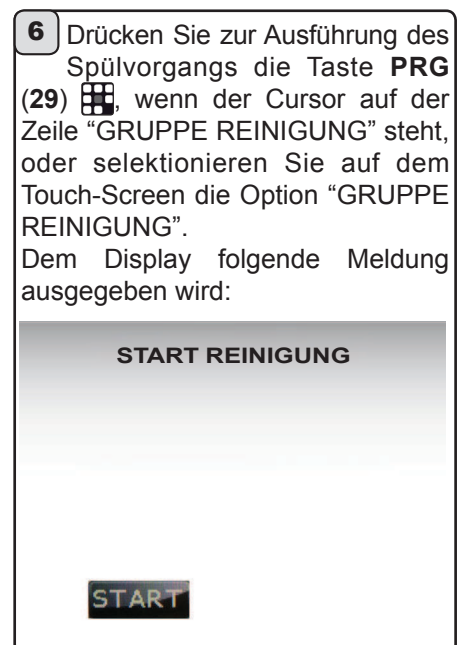 6 Drücken Sie zur Ausführung des
Spülvorgangs die Taste PRG
(29) , wenn der Cursor auf der
Zeile “GRUPPE REINIGUNG” steht,
oder selektionieren Sie auf dem
Touch-Screen die Option “GRUPPE
REINIGUNG”.
Dem Display folgende Meldung
ausgegeben wird:
START REINIGUNG
START